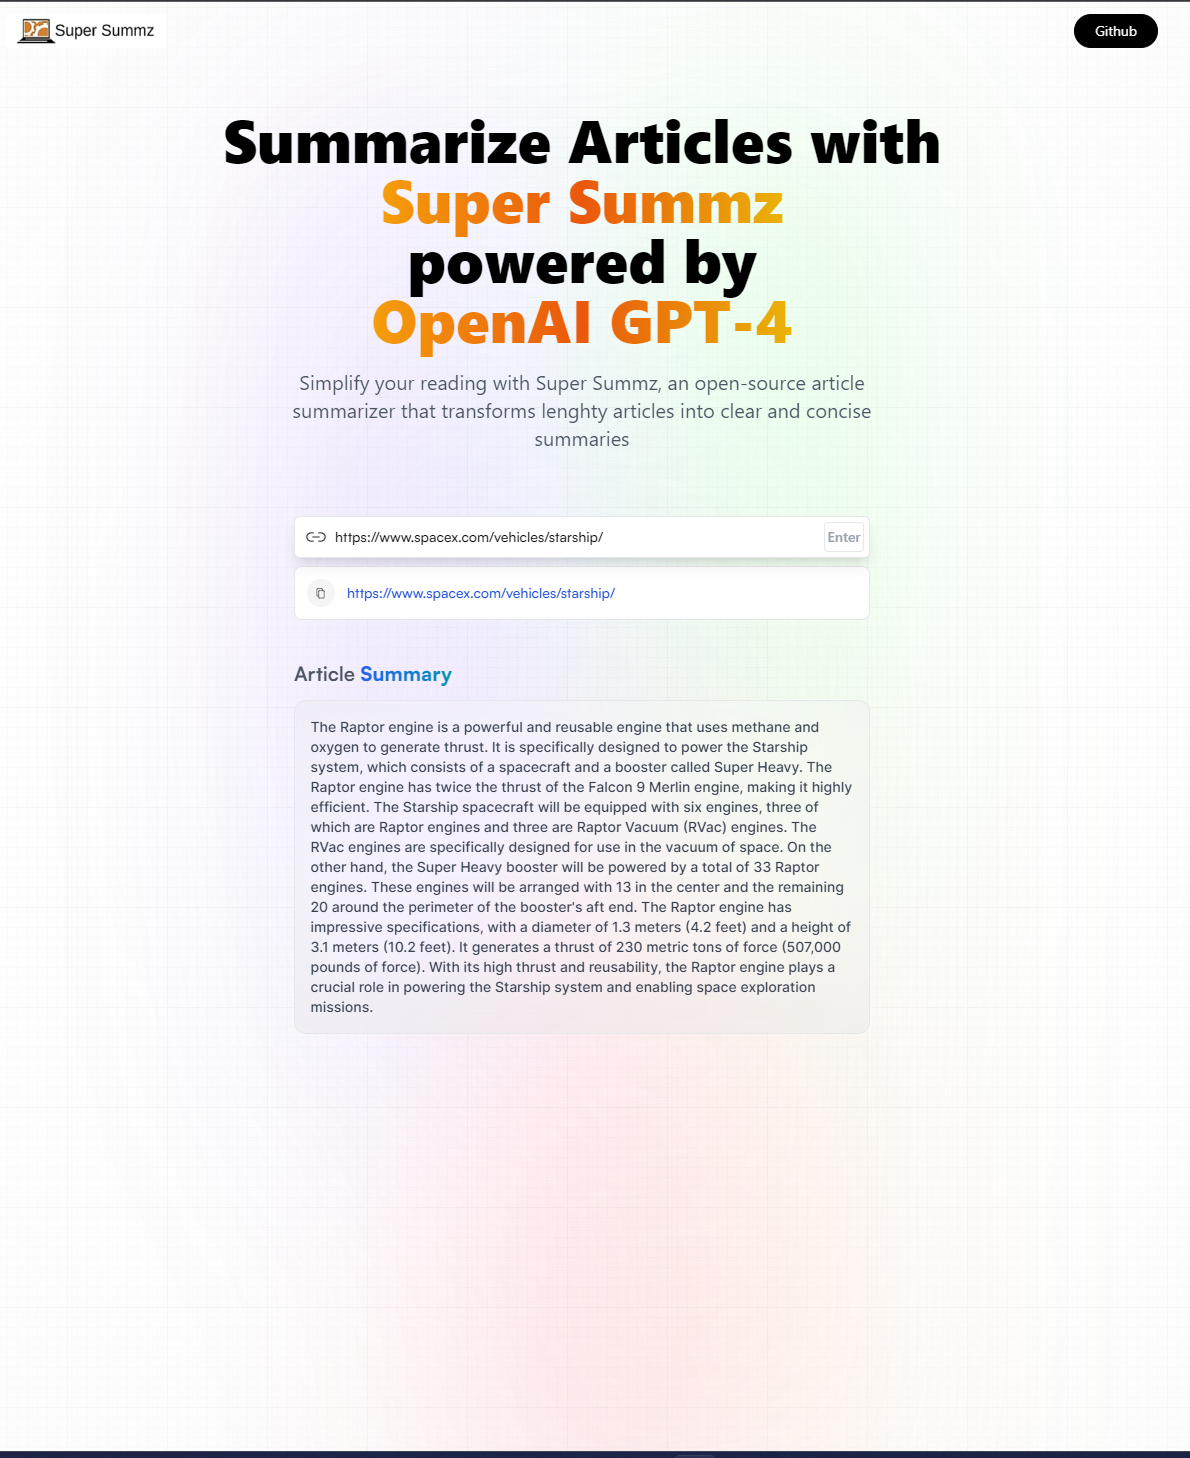 Super Summz
Github
Summarize Articles with
Super Summz
powered by
OpenAI GPT-4
Simplify your reading with Super Summz, an open-source article
summarizer that transforms lenghty articles into clear and concise
summaries
https://www.spacex.com/vehicles/starship/
Enter
https://www.spacex.com/vehicles/starship/
Article Summary
The Raptor engine is a powerful and reusable engine that uses methane and
oxygen to generate thrust. It is specifically designed to power the Starship
system, which consists of a spacecraft and a booster called Super Heavy. The
Raptor engine has twice the thrust of the Falcon 9 Merlin engine, making it highly
efficient. The Starship spacecraft will be equipped with six engines, three of
which are Raptor engines and three are Raptor Vacuum (RVac) engines. The
RVac engines are specifically designed for use in the vacuum of space. On the
other hand, the Super Heavy booster will be powered by a total of 33 Raptor
engines. These engines will be arranged with 13 in the center and the remaining
20 around the perimeter of the booster's aft end. The Raptor engine has
impressive specifications, with a diameter of 1.3 meters (4.2 feet) and a height of
3.1 meters (10.2 feet). It generates a thrust of 230 metric tons of force (507,000
pounds of force). With its high thrust and reusability, the Raptor engine plays a
crucial role in powering the Starship system and enabling space exploration
missions.